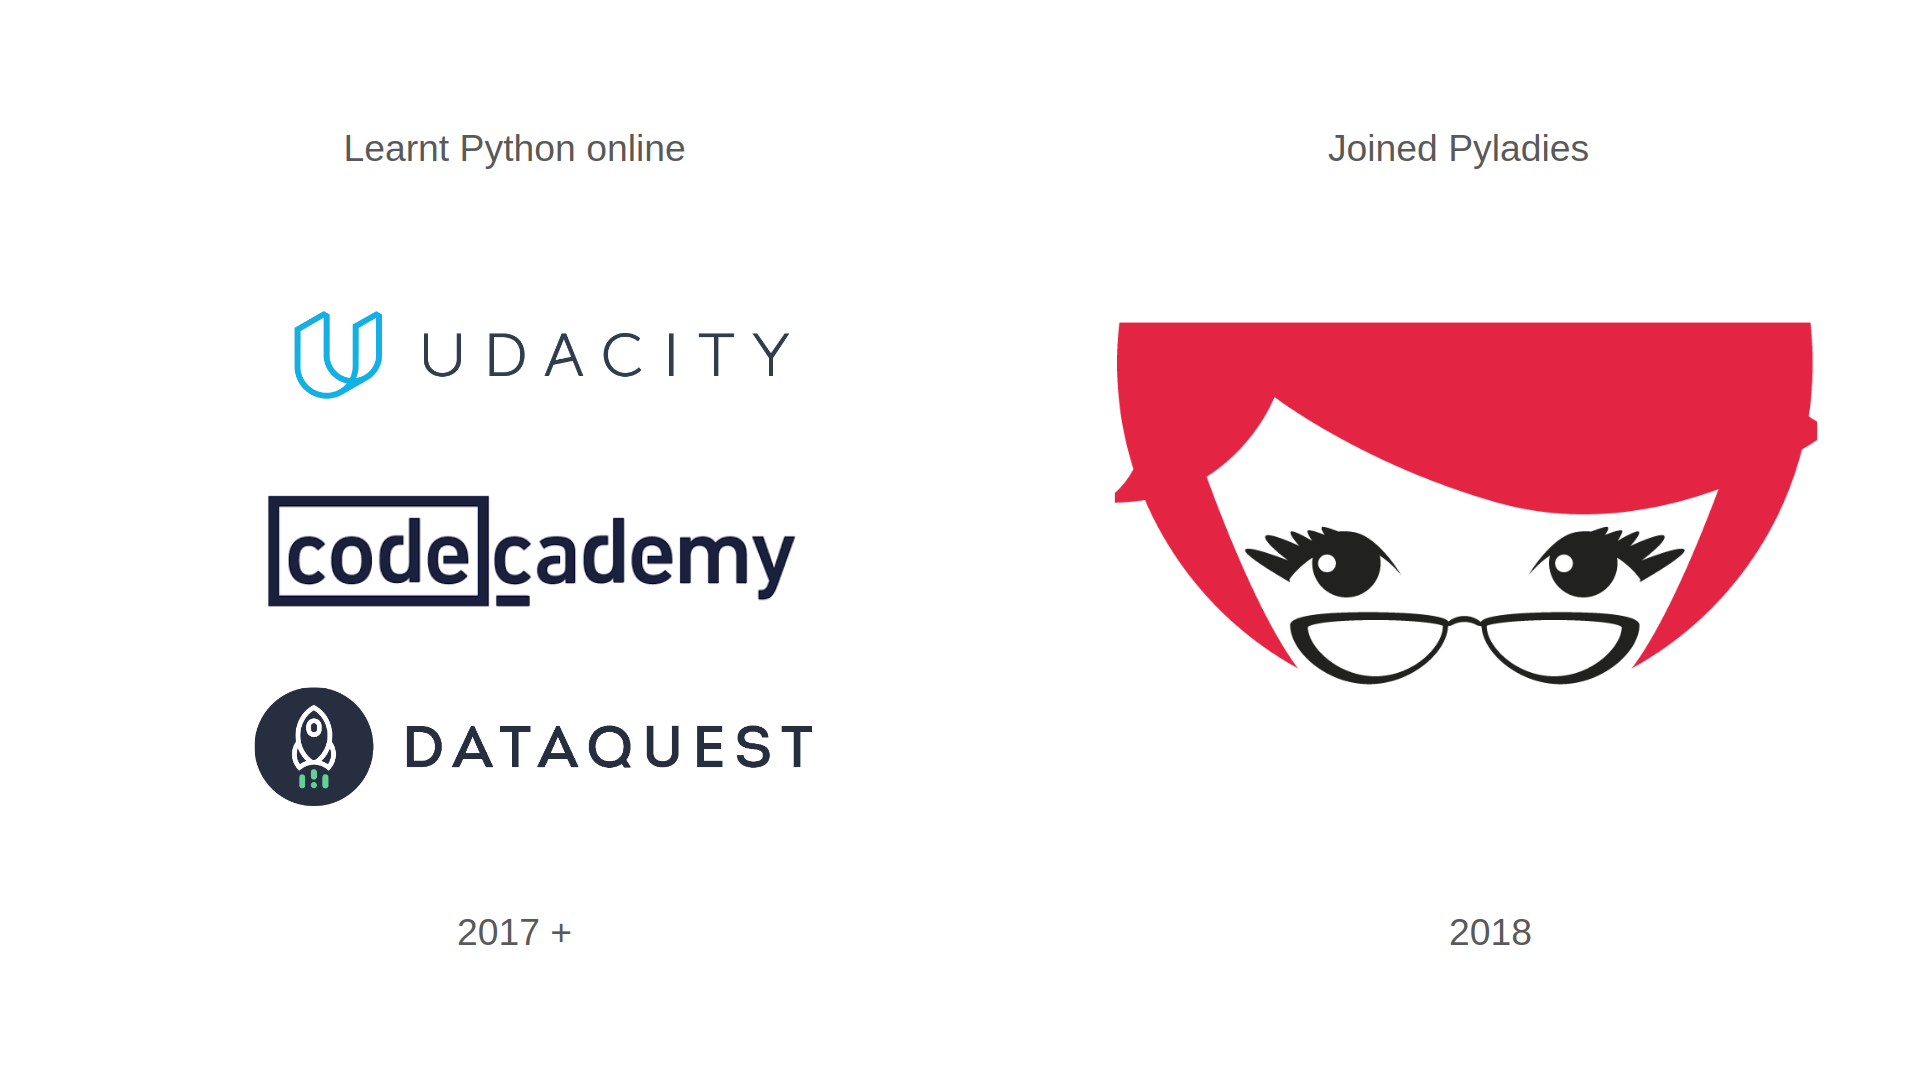 Learnt Python online
UDACITY
codecademy
DATAQUEST
2017 +
Joined Pyladies
2018